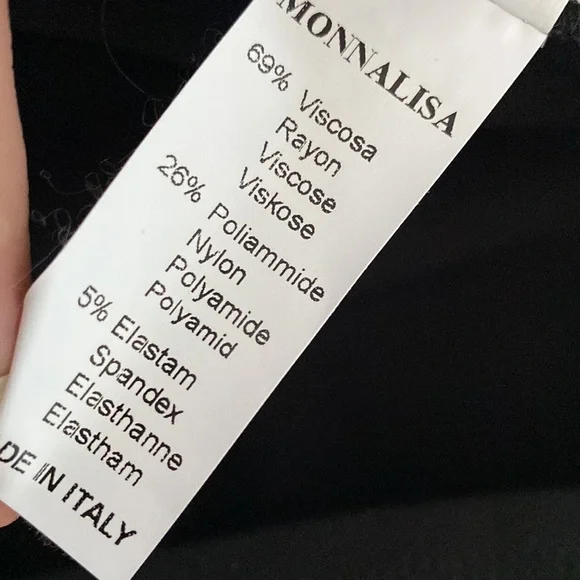 MONNALISA
69% Viscosa
Rayon
Viscose
Viskose
26% Poliammide
Nylon
Polyamide
Polyamid
5% Elastam
Spandex
Elasthanne
Elastham
DE IN ITALY